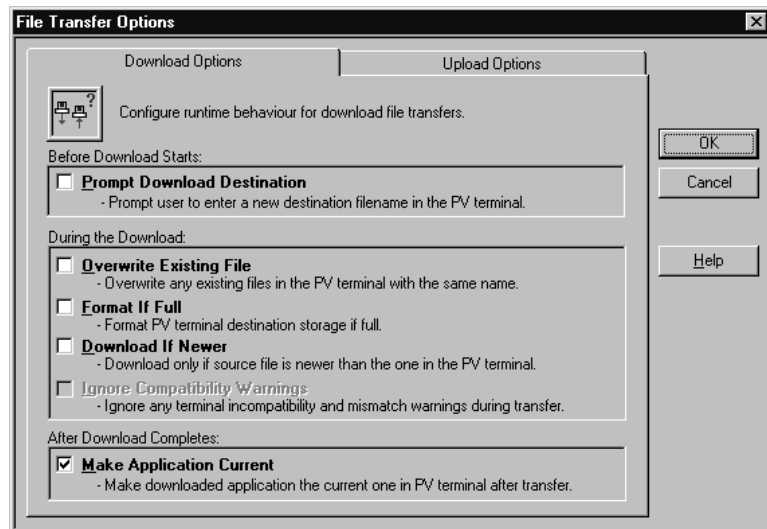 File Transfer Options
Download Options
Upload Options
?
Configure runtime behaviour for download file transfers.
Before Download Starts:
Prompt Download Destination
- Prompt user to enter a new destination filename in the PV terminal.
During the Download:
Overwrite Existing File
- Overwrite any existing files in the PV terminal with the same name.
Format If Full
- Format PV terminal destination storage if full.
Download If Newer
- Download only if source file is newer than the one in the PV terminal.
Ignore Compatibility Warnings
- Ignore any terminal incompatibility and mismatch warnings during transfer.
After Download Completes:
Make Application Current
- Make downloaded application the current one in PV terminal after transfer.
OK
Cancel
Help